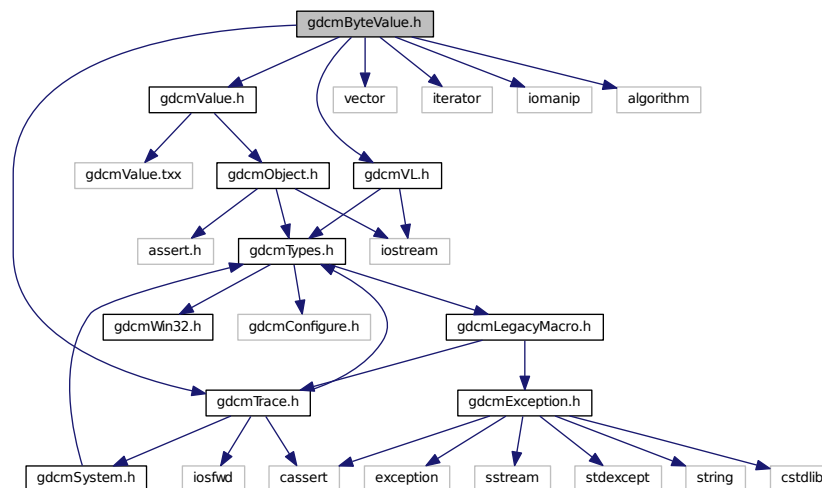 gdcmByteValue.h
gdcmValue.h
vector
iterator
iomanip
algorithm
gdcmValue.txx
gdcmObject.h
gdcmVL.h
assert.h
gdcmTypes.h
iostream
gdcmWin32.h
gdcmConfigure.h
gdcmLegacyMacro.h
gdcmTrace.h
gdcmException.h
gdcmSystem.h
iosfwd
cassert
exception
sstream
stdexcept
string
cstdlib